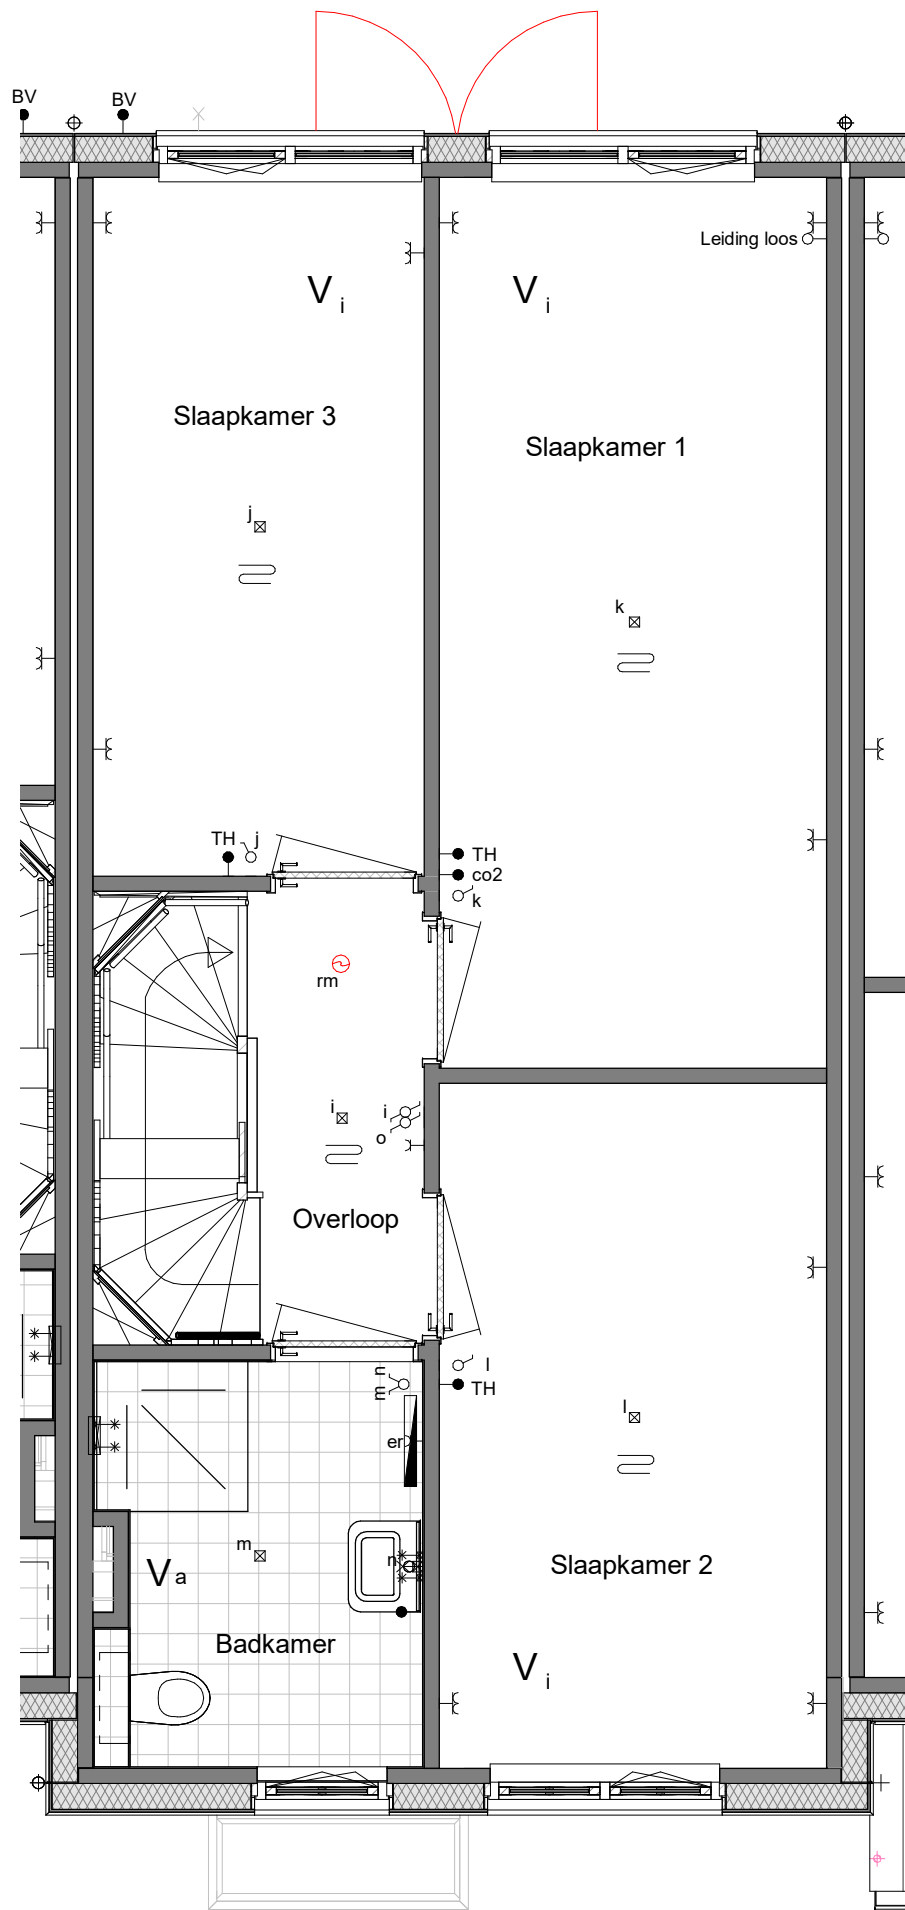 BV
BV
Leiding loos
V i
V i
Slaapkamer 3
Slaapkamer 1
j
k
TH
j
TH
co2
k
rm
i
i
o
Overloop
l
TH
m n
er
l
m
n
V a
Slaapkamer 2
Badkamer
V i